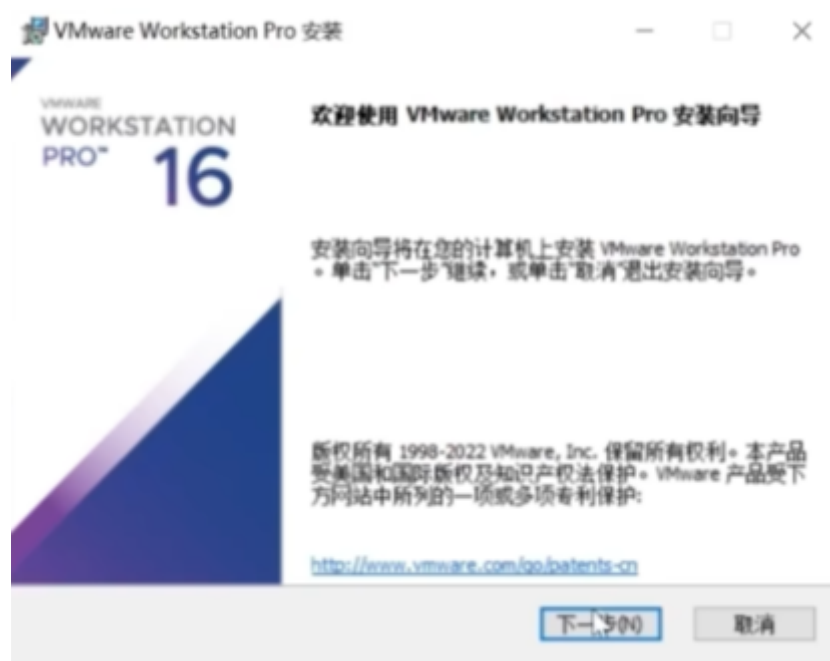 VMware Workstation Pro 安装
VMWARE
WORKSTATION
PRO™ 16
欢迎使用 VMware Workstation Pro 安装向导
安装向导将在您的计算机上安装 VMware Workstation Pro
。单击“下一步”继续，或单击“取消”退出安装向导。
版权所有 1998-2022 VMware, Inc. 保留所有权利。本产品
受美国和国际版权及知识产权法保护。VMware 产品受下
方网站中所列的一项或多项专利保护:
http://www.vmware.com/go/patents-cn
下一步(N)
取消